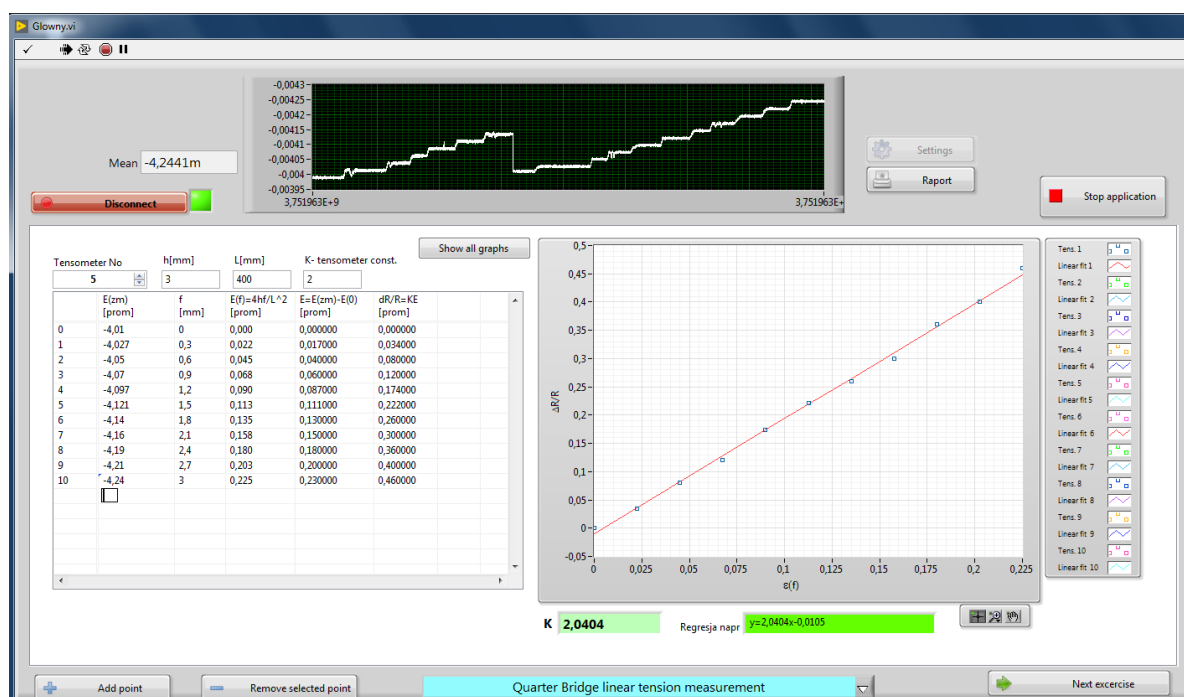 Glowny.vi
-0,0043
-0,00425
-0,0042
-0,00415
-0,0041
-0,00405
-0,004
-0,00395
3,751963E+9 3,751963E+
Mean -4,2441m
Disconnect
Settings
Raport
Stop application
Show all graphs
Tensometer No h[mm] L[mm] K- tensometer const.
5 3 400 2
E(zm) f E(f)=4hf/L^2 E=E(zm)-E(0) dR/R=KE
[prom] [mm] [prom] [prom] [prom]
0 -4,01 0 0,000 0,000000 0,000000
1 -4,027 0,3 0,022 0,017000 0,034000
2 -4,05 0,6 0,045 0,040000 0,080000
3 -4,07 0,9 0,068 0,060000 0,120000
4 -4,097 1,2 0,090 0,087000 0,174000
5 -4,121 1,5 0,113 0,111000 0,222000
6 -4,14 1,8 0,135 0,130000 0,260000
7 -4,16 2,1 0,158 0,150000 0,300000
8 -4,19 2,4 0,180 0,180000 0,360000
9 -4,21 2,7 0,203 0,200000 0,400000
10 -4,24 3 0,225 0,230000 0,460000
ΔR/R
0,5
0,45
0,4
0,35
0,3
0,25
0,2
0,15
0,1
0,05
0
-0,05
0 0,025 0,05 0,075 0,1 0,125 0,15 0,175 0,2 0,225
ε(f)
Tens. 1
Linear fit 1
Tens. 2
Linear fit 2
Tens. 3
Linear fit 3
Tens. 4
Linear fit 4
Tens. 5
Linear fit 5
Tens. 6
Linear fit 6
Tens. 7
Linear fit 7
Tens. 8
Linear fit 8
Tens. 9
Linear fit 9
Tens. 10
Linear fit 10
K 2,0404
Regresja napr y=2,0404x-0,0105
Add point
Remove selected point
Quarter Bridge linear tension measurement
Next excercise